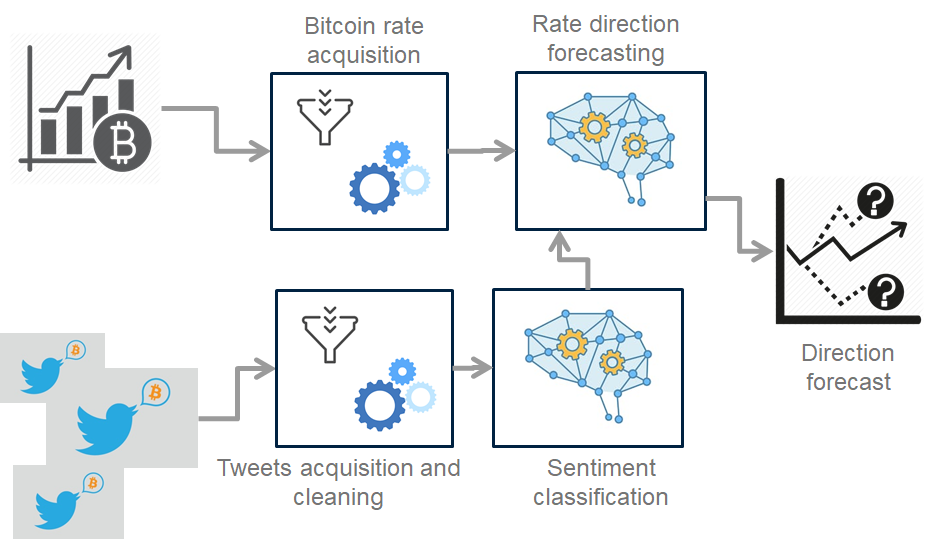 Bitcoin rate
acquisition
Rate direction
forecasting
Direction
forecast
Tweets acquisition and
cleaning
Sentiment
classification